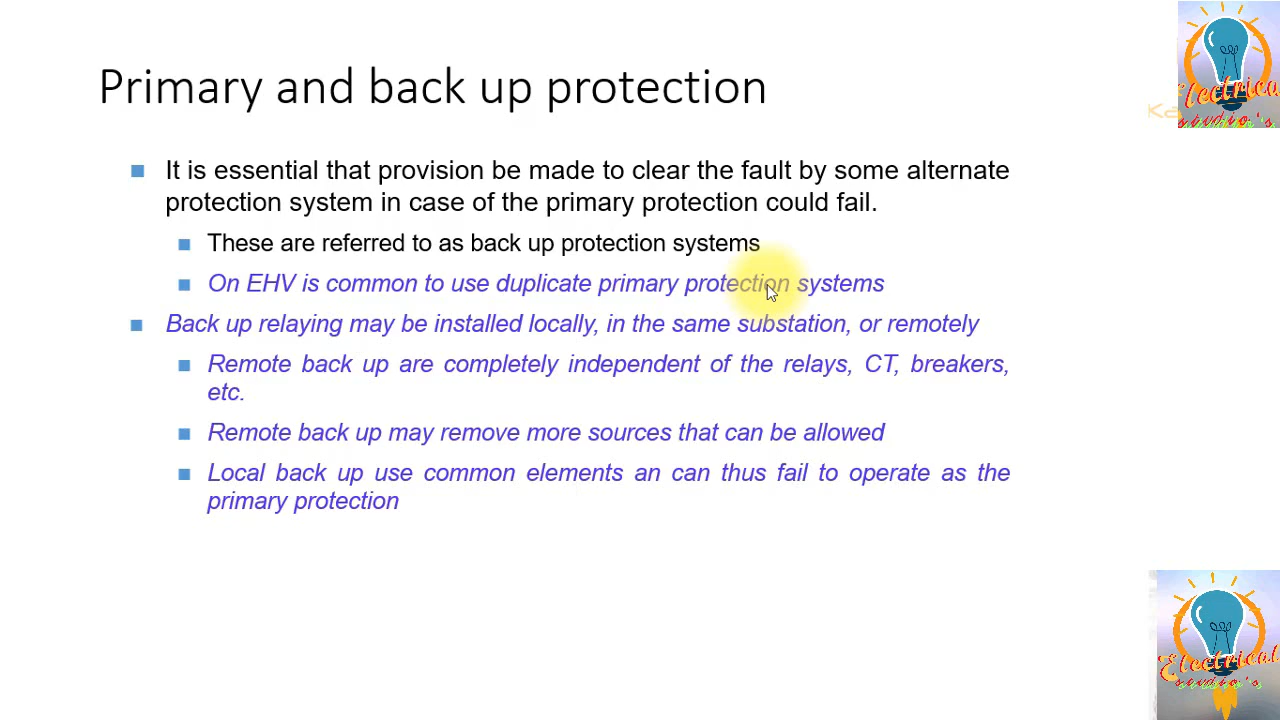 Primary and back up protection
It is essential that provision be made to clear the fault by some alternate
protection system in case of the primary protection could fail.
These are referred to as back up protection systems
On EHV is common to use duplicate primary protection systems
Back up relaying may be installed locally, in the same substation, or remotely
Remote back up are completely independent of the relays, CT, breakers,
etc.
Remote back up may remove more sources that can be allowed
Local back up use common elements an can thus fail to operate as the
primary protection
Electrical
studio's
Electrical
studio's